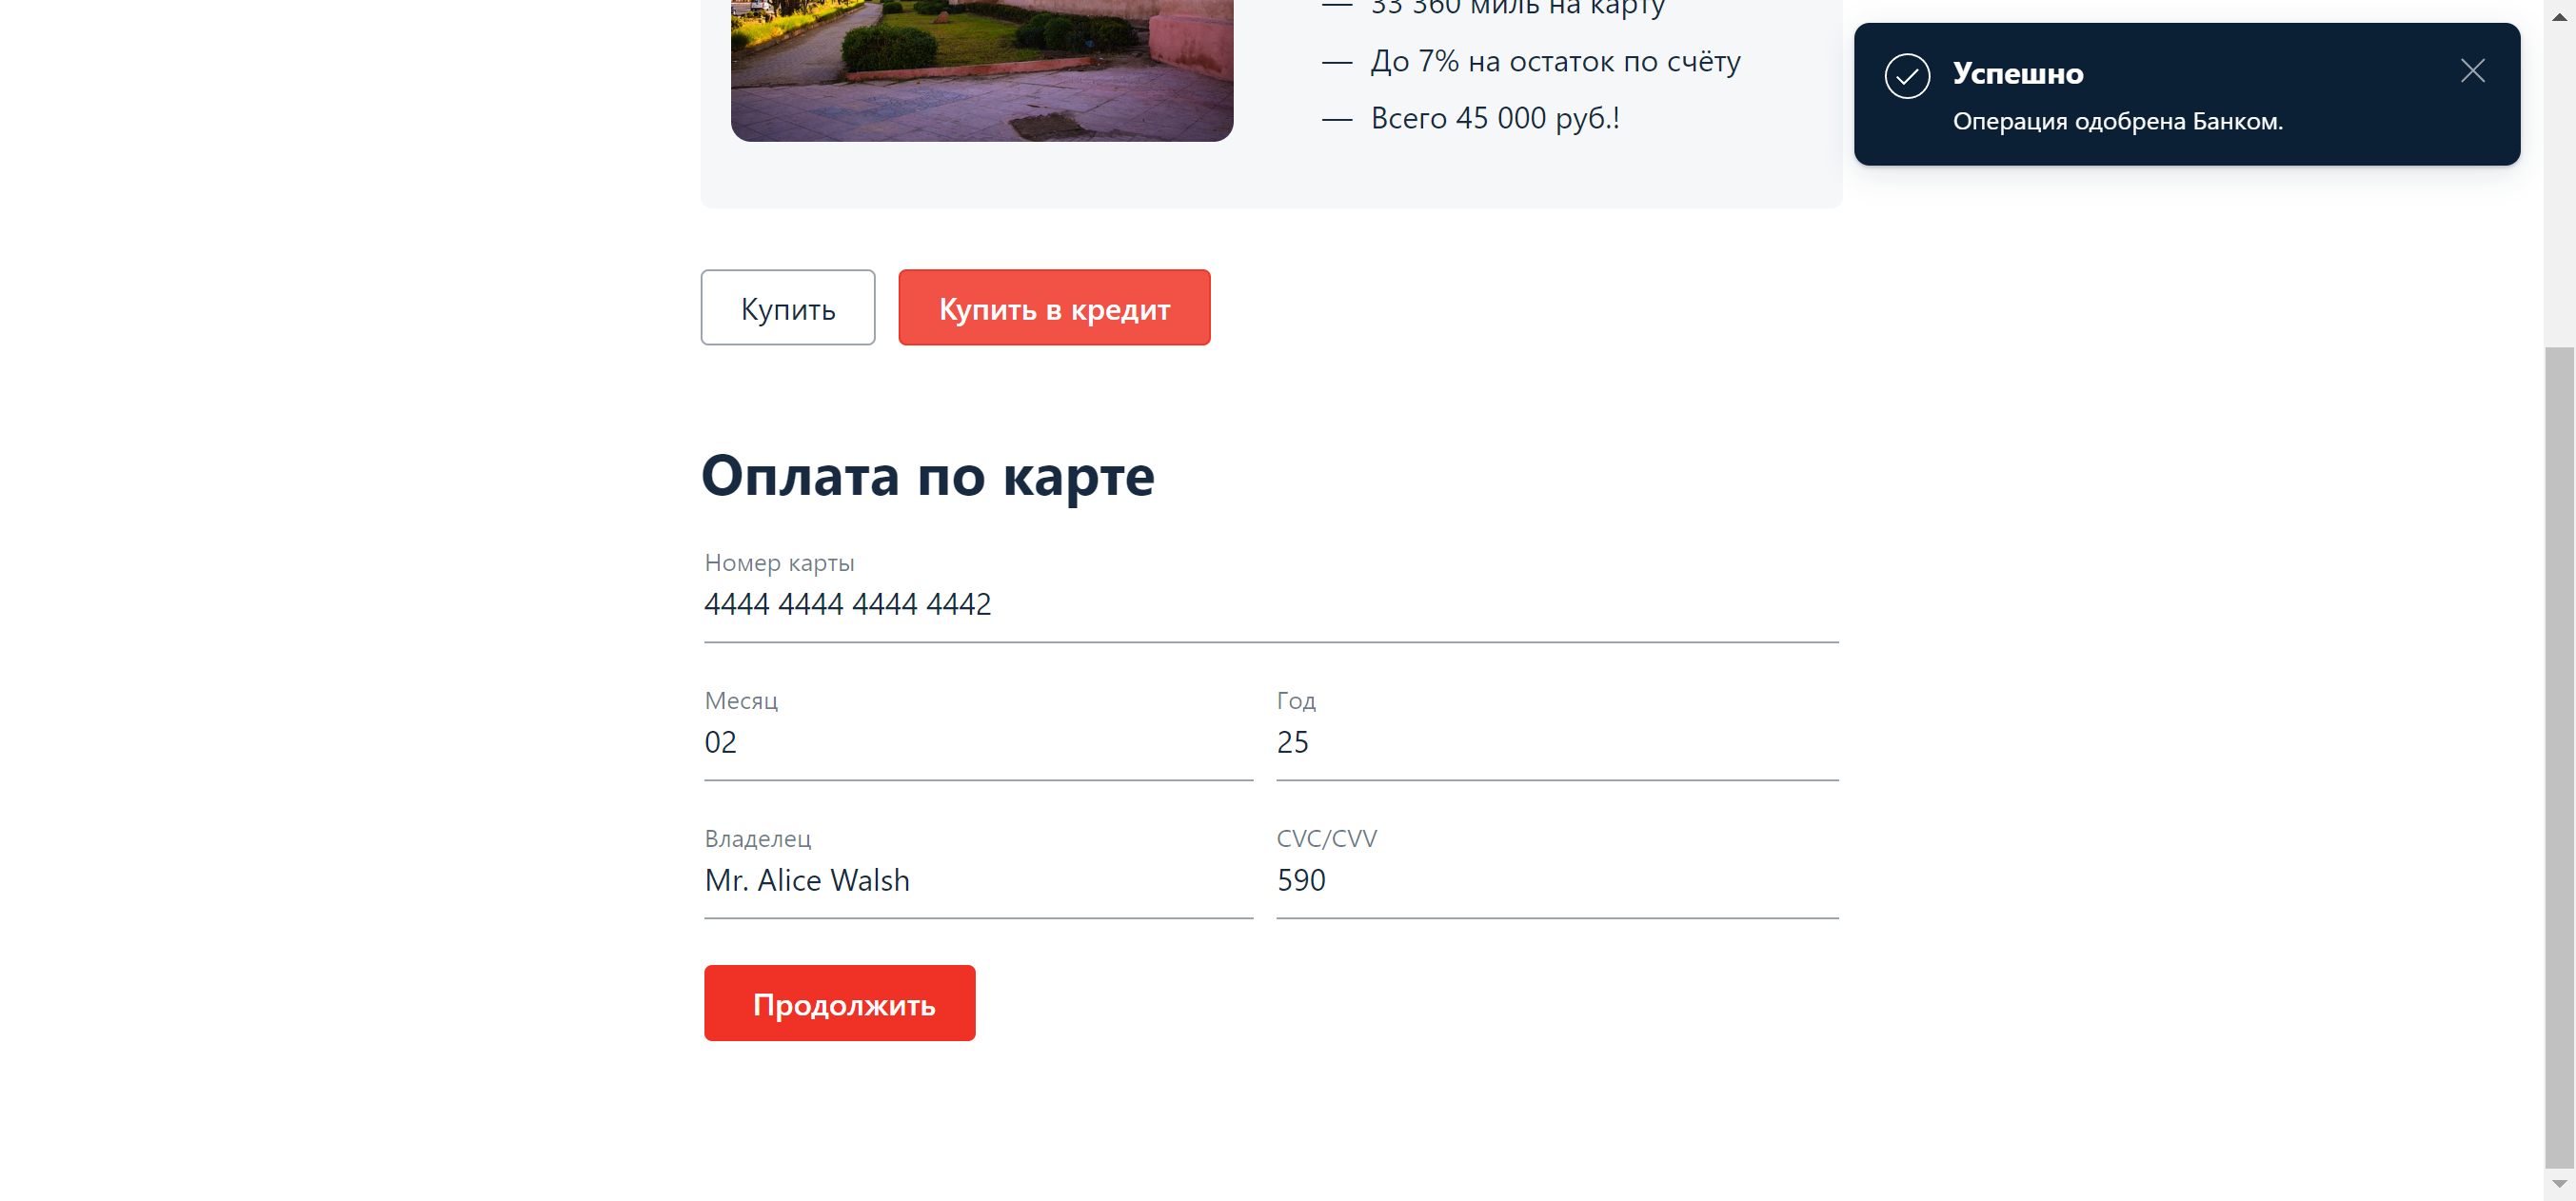 — 33 360 миль на карту
— До 7% на остаток по счёту
— Всего 45 000 руб.!
Успешно
Операция одобрена Банком.
Купить
Купить в кредит
Оплата по карте
Номер карты
4444 4444 4444 4442
Месяц
Год
02
25
Владелец
CVC/CVV
Mr. Alice Walsh
590
Продолжить